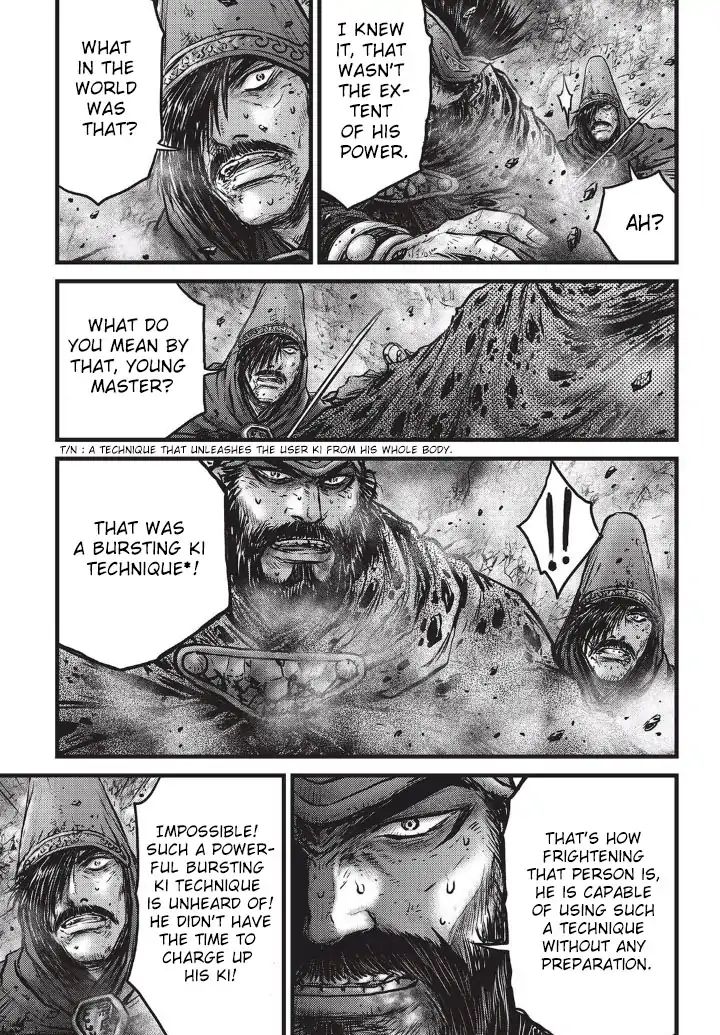 I KNEW
IT, THAT
WASN'T
THE EX-
TENT
OF HIS
POWER.
AH?
WHAT
IN THE
WORLD
WAS
THAT?
WHAT DO
YOU MEAN BY
THAT, YOUNG
MASTER?
T/N : A TECHNIQUE THAT UNLEASHES THE USER KI FROM HIS WHOLE BODY.
!!
THAT WAS
A BURSTING KI
TECHNIQUE*!
THAT'S HOW
FRIGHTENING
THAT PERSON IS,
HE IS CAPABLE
OF USING SUCH
A TECHNIQUE
WITHOUT ANY
PREPARATION.
IMPOSSIBLE!
SUCH A POWER-
FUL BURSTING
KI TECHNIQUE
IS UNHEARD OF!
HE DIDN'T HAVE
THE TIME TO
CHARGE UP
HIS KI!